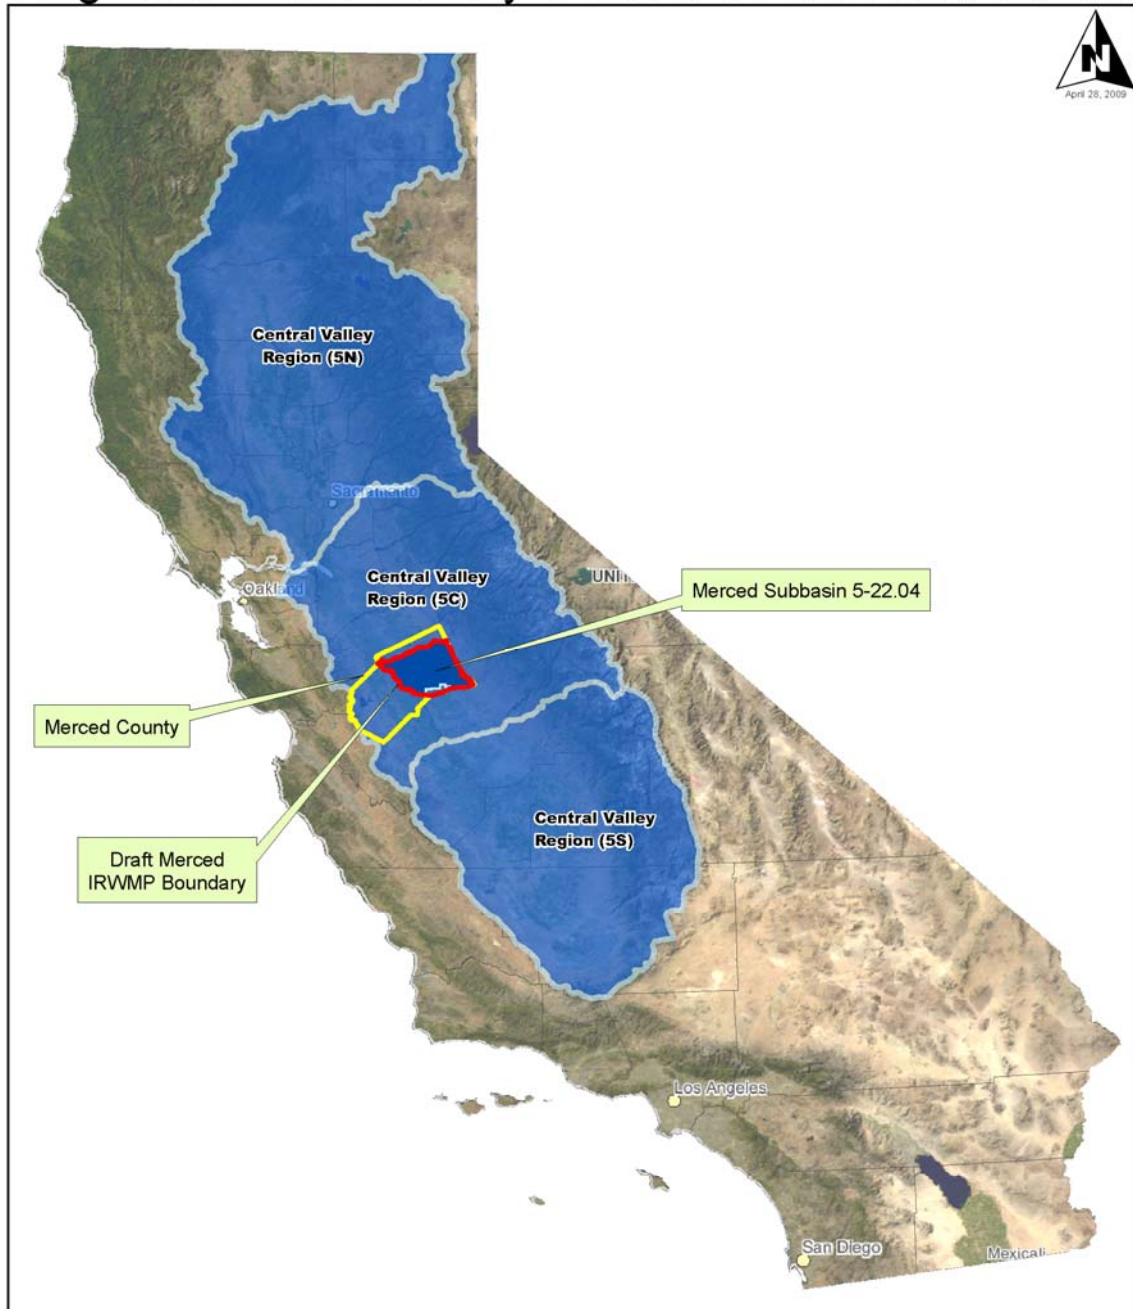 N
April 28, 2009
Central Valley
Region (5N)
Sacramento
Oakland
Central Valley
Region (5C)
Merced Subbasin 5-22.04
Merced County
Draft Merced
IRWMP Boundary
Central Valley
Region (5S)
Los Angeles
San Diego
Mexicali